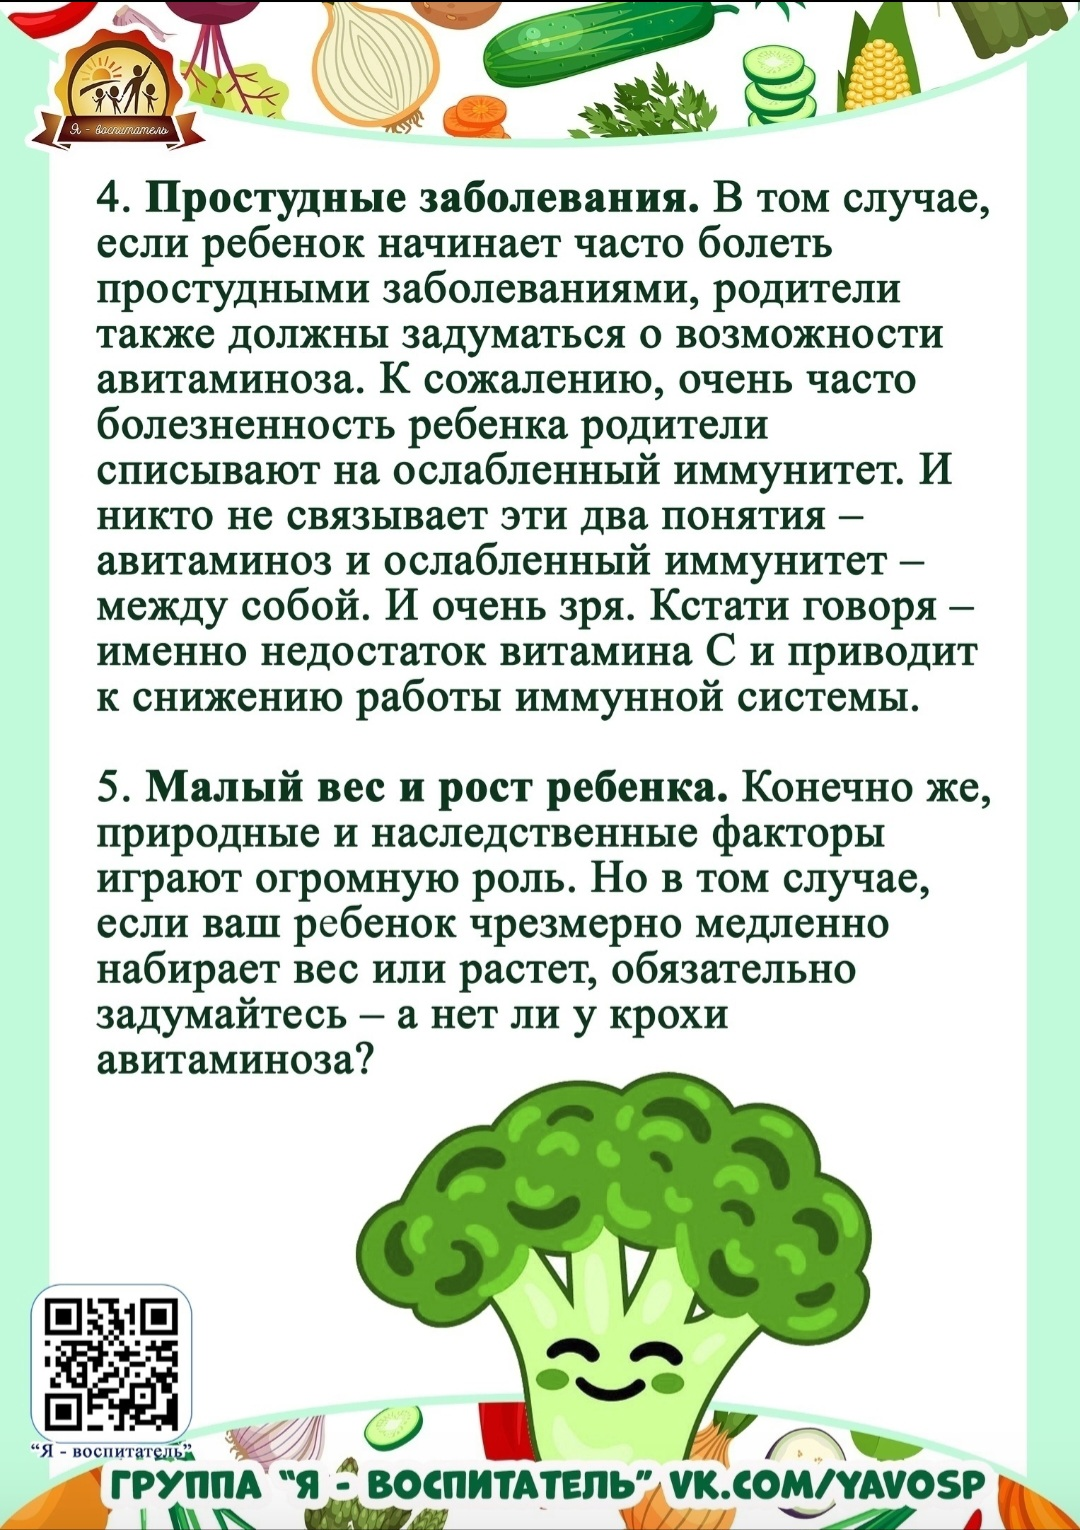 Я - воспитатель
4. Простудные заболевания. В том случае,
если ребенок начинает часто болеть
простудными заболеваниями, родители
также должны задуматься о возможности
авитаминоза. К сожалению, очень часто
болезненность ребенка родители
списывают на ослабленный иммунитет. И
никто не связывает эти два понятия –
авитаминоз и ослабленный иммунитет –
между собой. И очень зря. Кстати говоря –
именно недостаток витамина С и приводит
к снижению работы иммунной системы.
5. Малый вес и рост ребенка. Конечно же,
природные и наследственные факторы
играют огромную роль. Но в том случае,
если ваш ребенок чрезмерно медленно
набирает вес или растет, обязательно
задумайтесь – а нет ли у крохи
авитаминоза?
“Я - воспитатель”
ГРУППА “Я - ВОСПИТАТЕЛЬ” VK.COM/YAVOSP